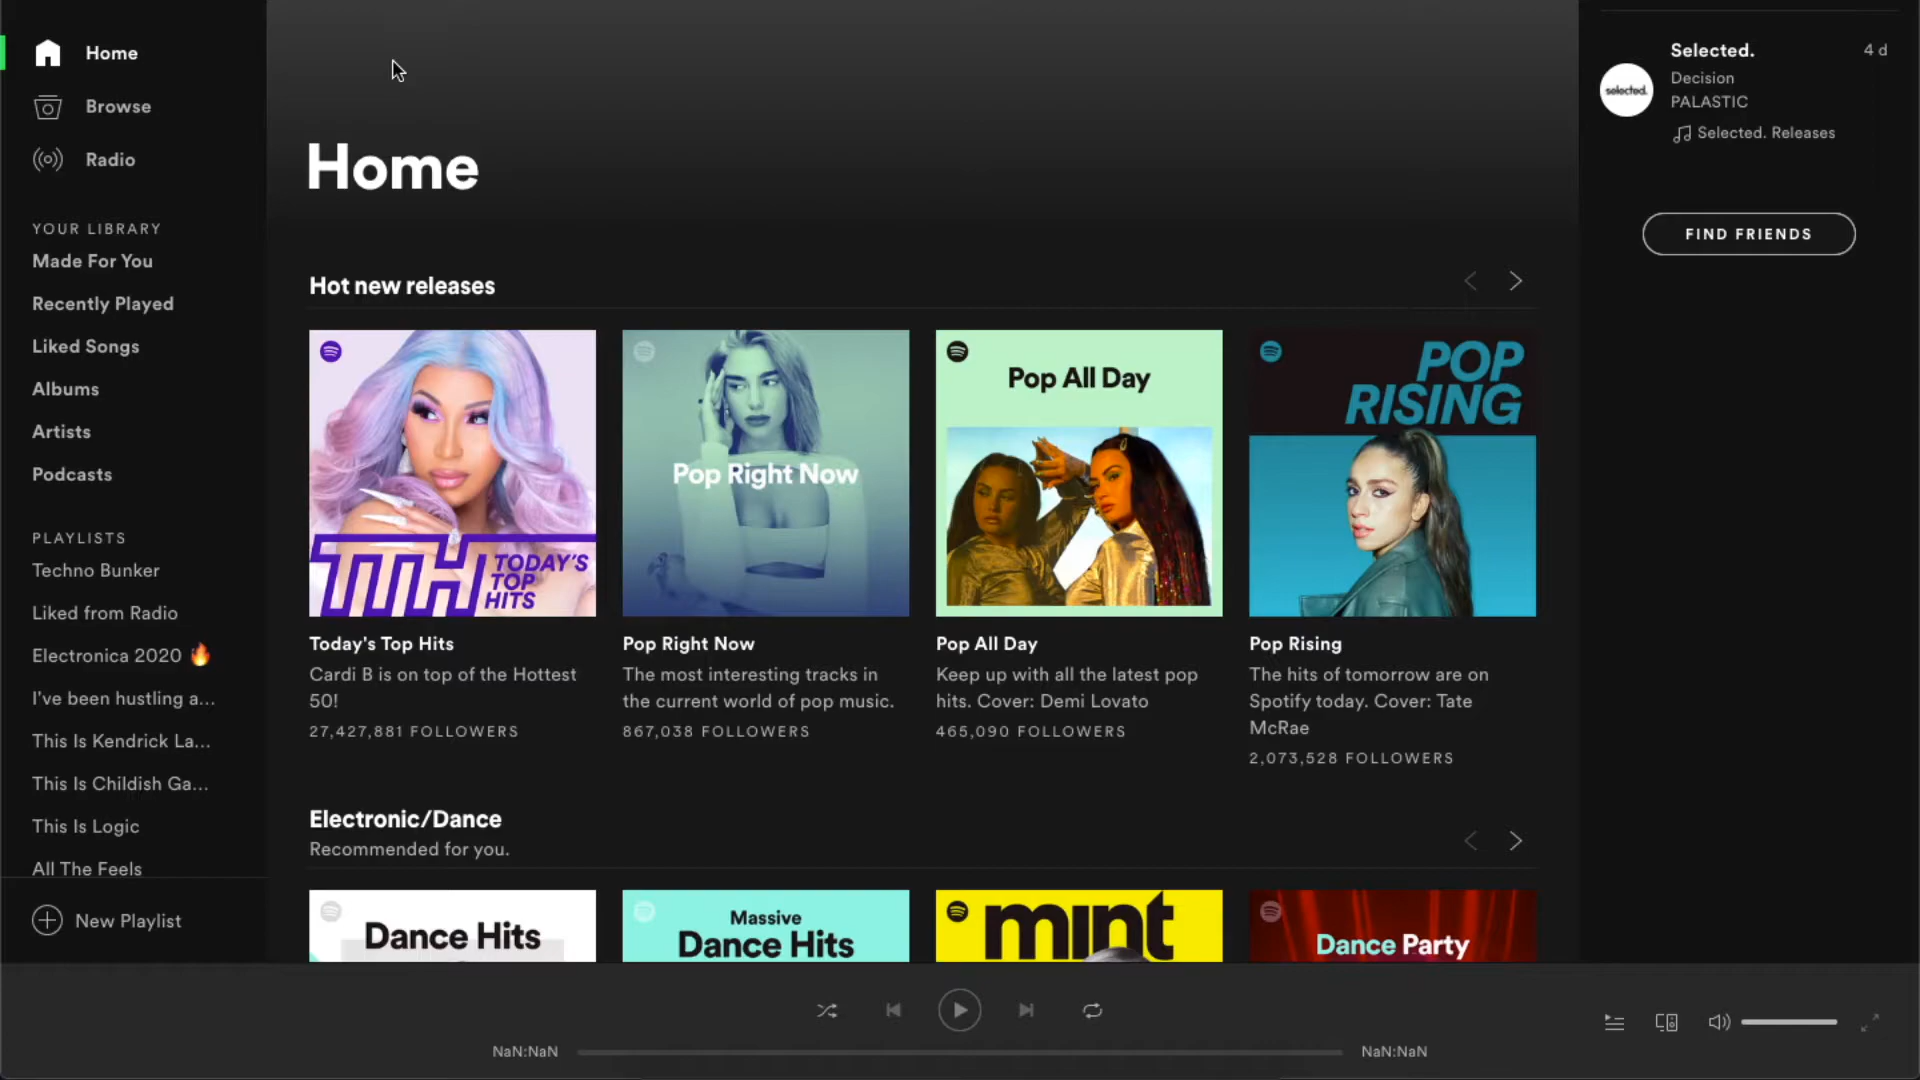 Home
Browse
Radio
YOUR LIBRARY
Made For You
Recently Played
Liked Songs
Albums
Artists
Podcasts
PLAYLISTS
Techno Bunker
Liked from Radio
Electronica 2020 🔥
I've been hustling a...
This Is Kendrick La...
This Is Childish Ga...
This Is Logic
All The Feels
New Playlist
Home
Hot new releases
TTH TODAY'S
TOP
HITS
Today's Top Hits
Cardi B is on top of the Hottest
50!
27,427,881 FOLLOWERS
Pop Right Now
Pop Right Now
The most interesting tracks in
the current world of pop music.
867,038 FOLLOWERS
Pop All Day
Pop All Day
Keep up with all the latest pop
hits. Cover: Demi Lovato
465,090 FOLLOWERS
POP
RISING
Pop Rising
The hits of tomorrow are on
Spotify today. Cover: Tate
McRae
2,073,528 FOLLOWERS
Electronic/Dance
Recommended for you.
Dance Hits
Massive
Dance Hits
mint
Dance Party
selected.
Selected.
4 d
Decision
PALASTIC
Selected. Releases
FIND FRIENDS
NaN:NaN
NaN:NaN